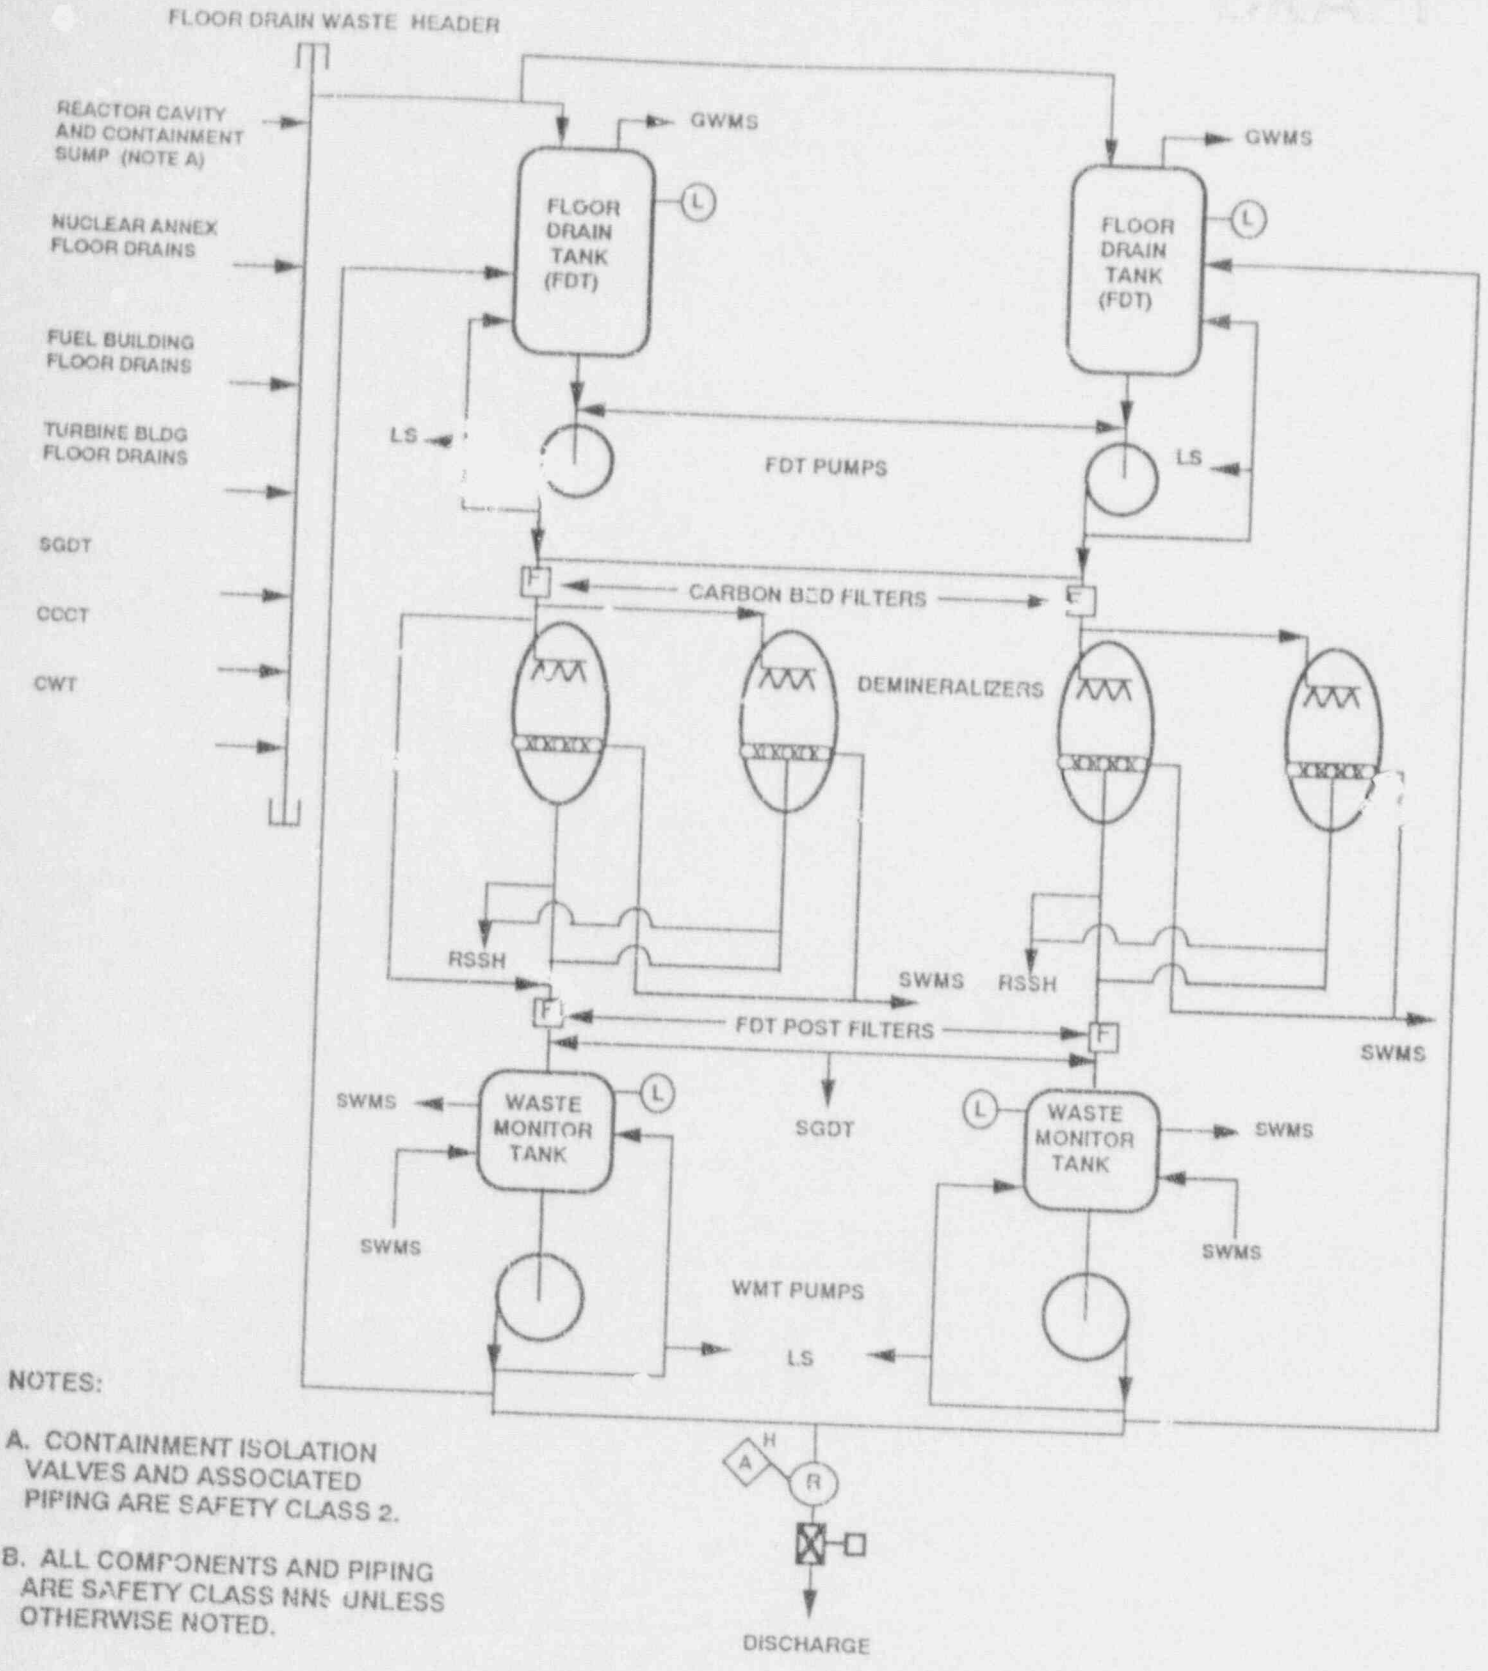 FLOOR DRAIN WASTE HEADER
REACTOR CAVITY
AND CONTAINMENT
SUMP (NOTE A)
NUCLEAR ANNEX
FLOOR DRAINS
FUEL BUILDING
FLOOR DRAINS
TURBINE BLDG
FLOOR DRAINS
SGDT
CCCT
CWT
GWMS
GWMS
FLOOR
DRAIN
TANK
(FDT)
L
FLOOR
DRAIN
TANK
(FDT)
L
LS
FDT PUMPS
LS
F
CARBON BED FILTERS
F
DEMINERALIZERS
RSSH
SWMS
RSSH
F
FDT POST FILTERS
F
SWMS
SWMS
WASTE
MONITOR
TANK
L
SGDT
L
WASTE
MONITOR
TANK
SWMS
SWMS
SWMS
WMT PUMPS
LS
H
A
R
DISCHARGE
NOTES:
A. CONTAINMENT ISOLATION
VALVES AND ASSOCIATED
PIPING ARE SAFETY CLASS 2.
B. ALL COMPONENTS AND PIPING
ARE SAFETY CLASS NNS UNLESS
OTHERWISE NOTED.